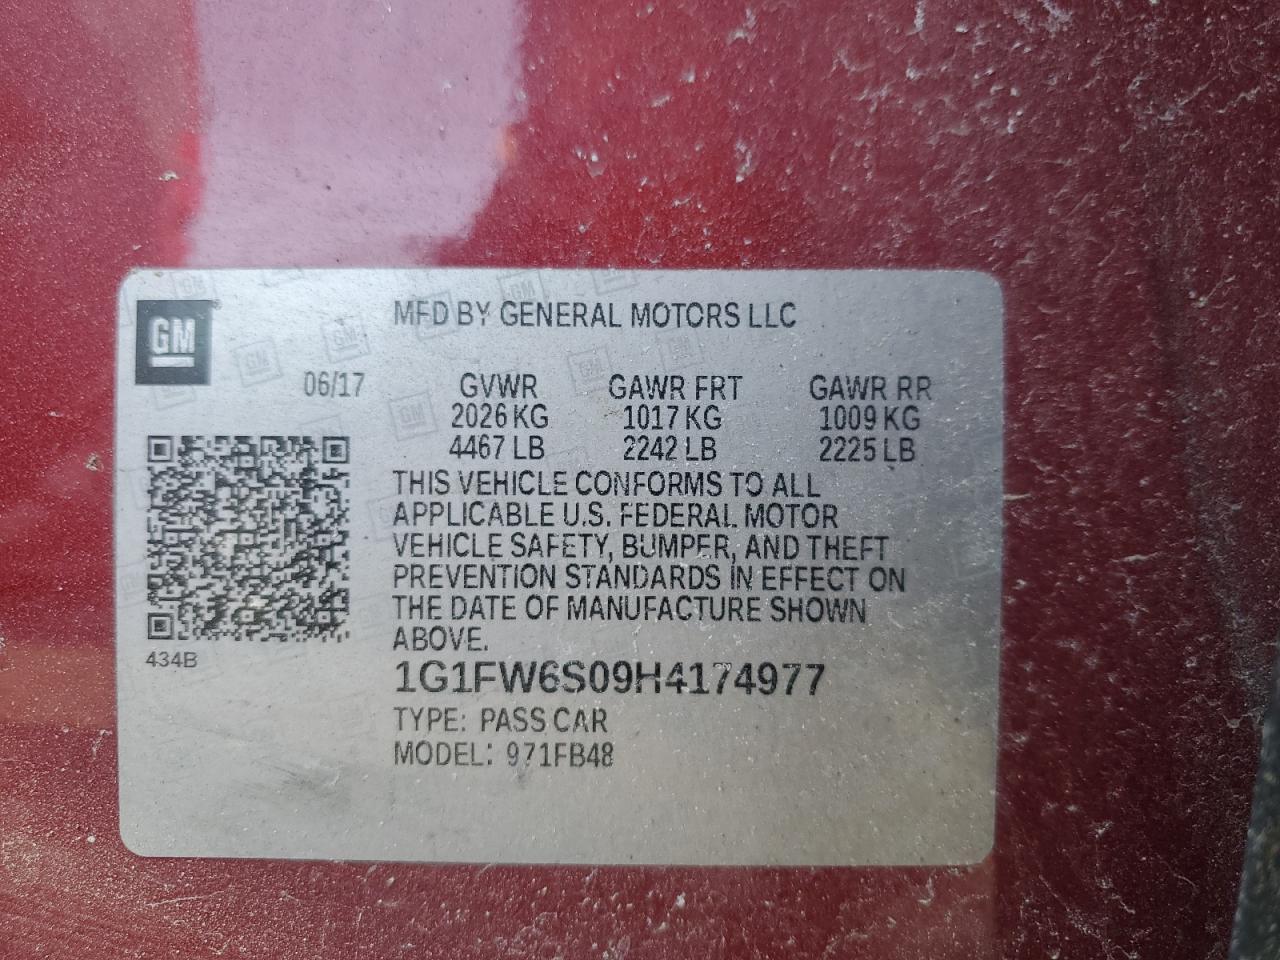 GM
MFD BY GENERAL MOTORS LLC
06/17 GVWR GAWR FRT GAWR RR
2026 KG 1017 KG 1009 KG
4467 LB 2242 LB 2225 LB
THIS VEHICLE CONFORMS TO ALL
APPLICABLE U.S. FEDERAL MOTOR
VEHICLE SAFETY, BUMPER, AND THEFT
PREVENTION STANDARDS IN EFFECT ON
THE DATE OF MANUFACTURE SHOWN
ABOVE.
434B
1G1FW6S09H4174977
TYPE: PASS CAR
MODEL: 971FB48